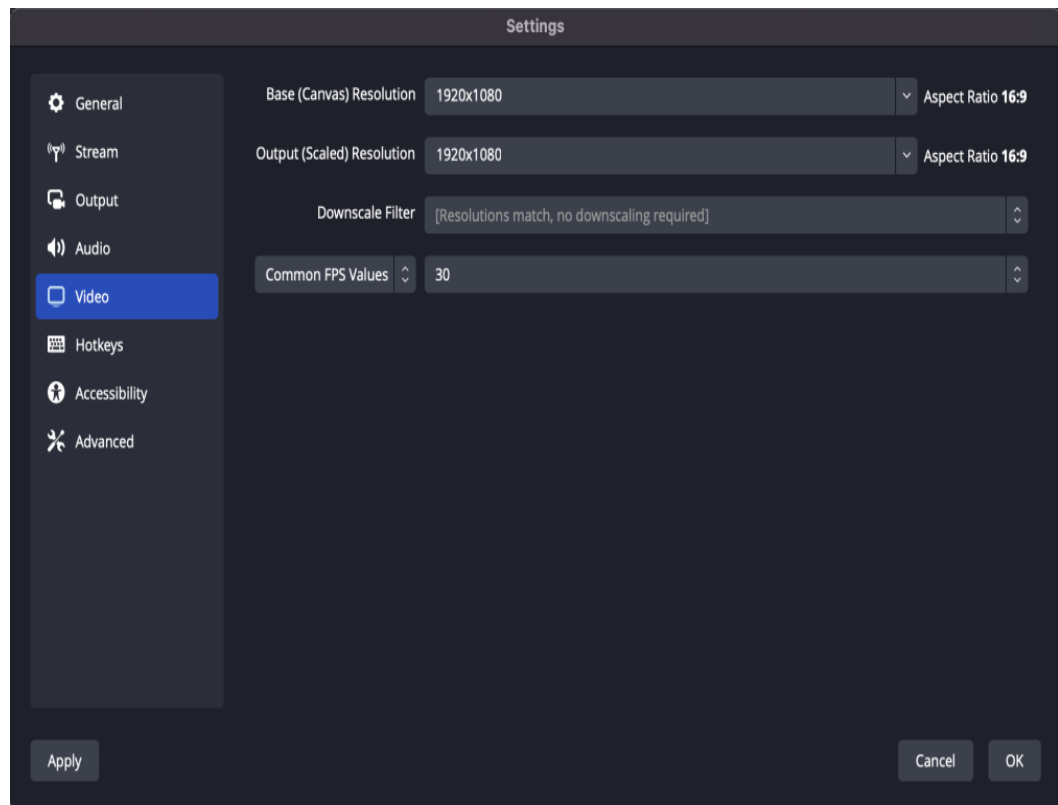 Settings
General
Stream
Output
Audio
Video
Hotkeys
Accessibility
Advanced
Base (Canvas) Resolution 1920x1080 Aspect Ratio 16:9
Output (Scaled) Resolution 1920x1080 Aspect Ratio 16:9
Downscale Filter [Resolutions match, no downscaling required]
Common FPS Values 30
Apply Cancel OK